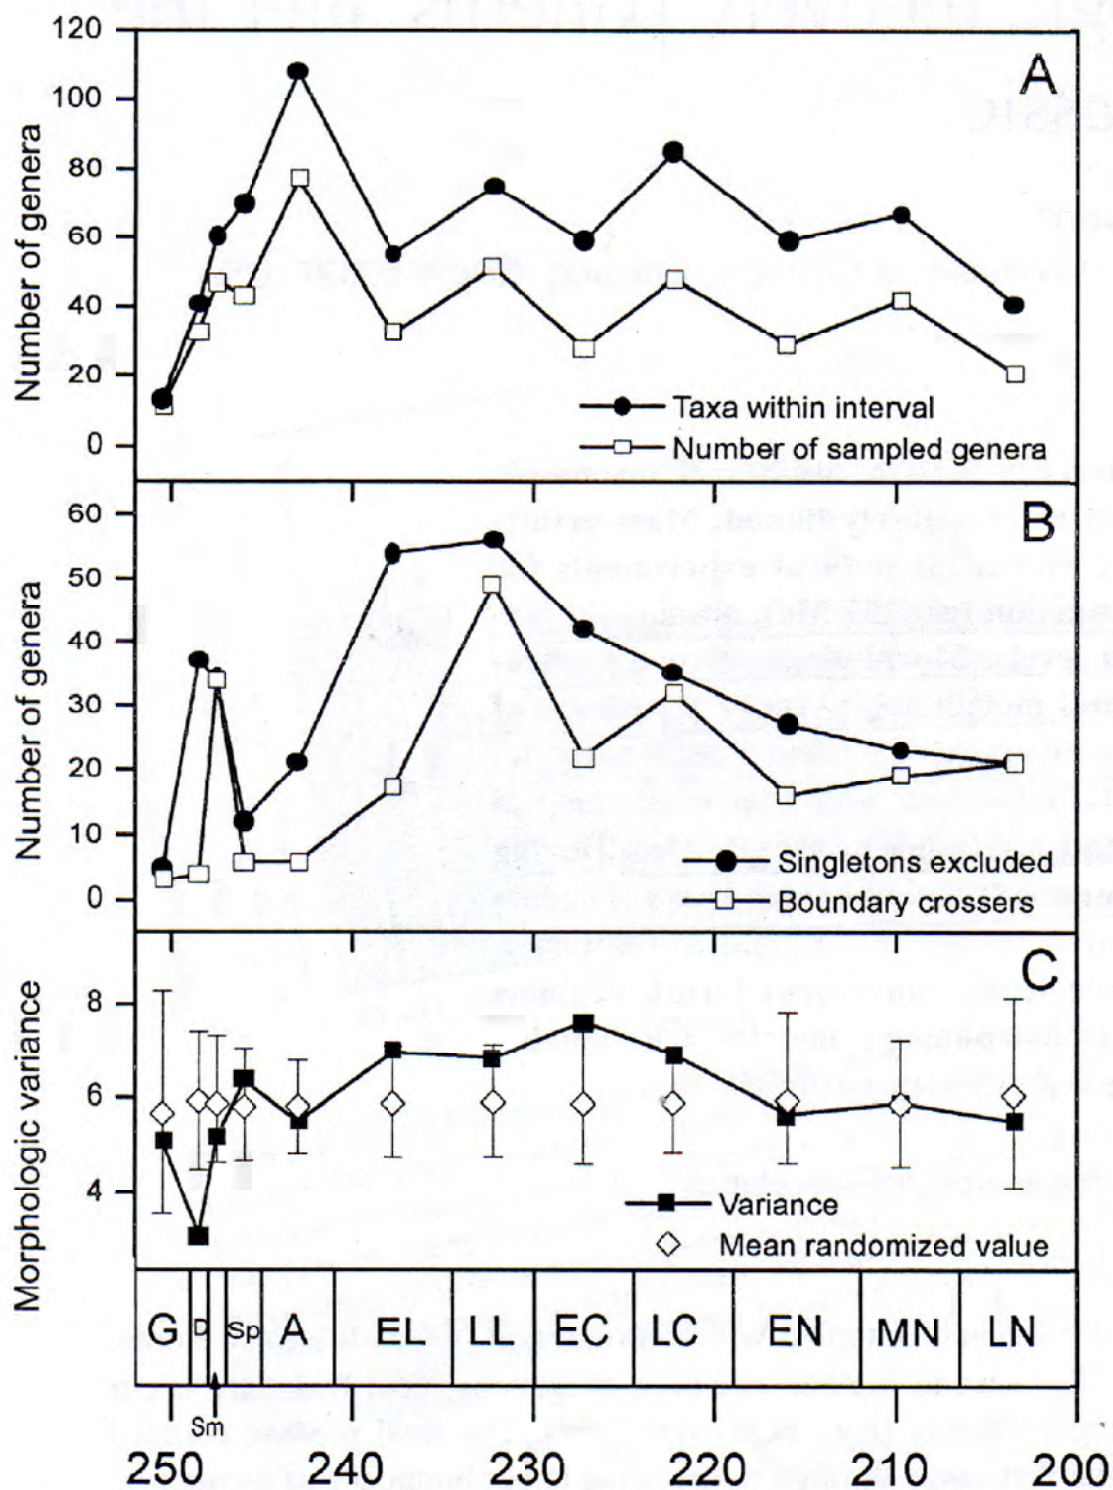 120
100
80
60
40
20
0
Number of genera
A
Taxa within interval
Number of sampled genera
60
50
40
30
20
10
0
Number of genera
B
Singletons excluded
Boundary crossers
8
6
4
Morphologic variance
C
Variance
Mean randomized value
G D Sp A EL LL EC LC EN MN LN
Sm
250 240 230 220 210 200